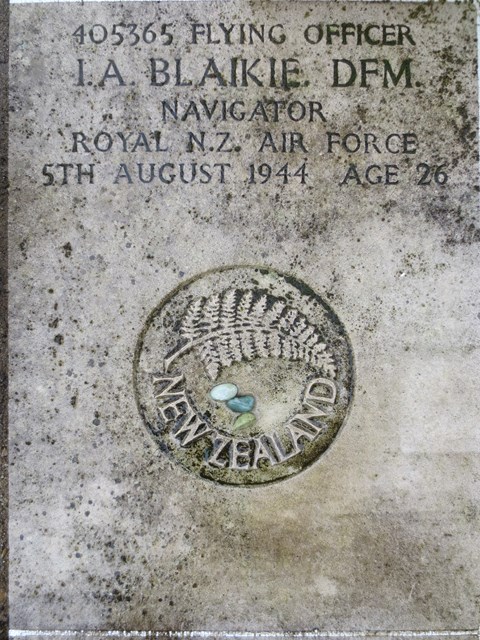 405365 FLYING OFFICER
I.A. BLAIKIE. DFM.
NAVIGATOR
ROYAL N.Z. AIR FORCE
5TH AUGUST 1944 AGE 26
NEW ZEALAND